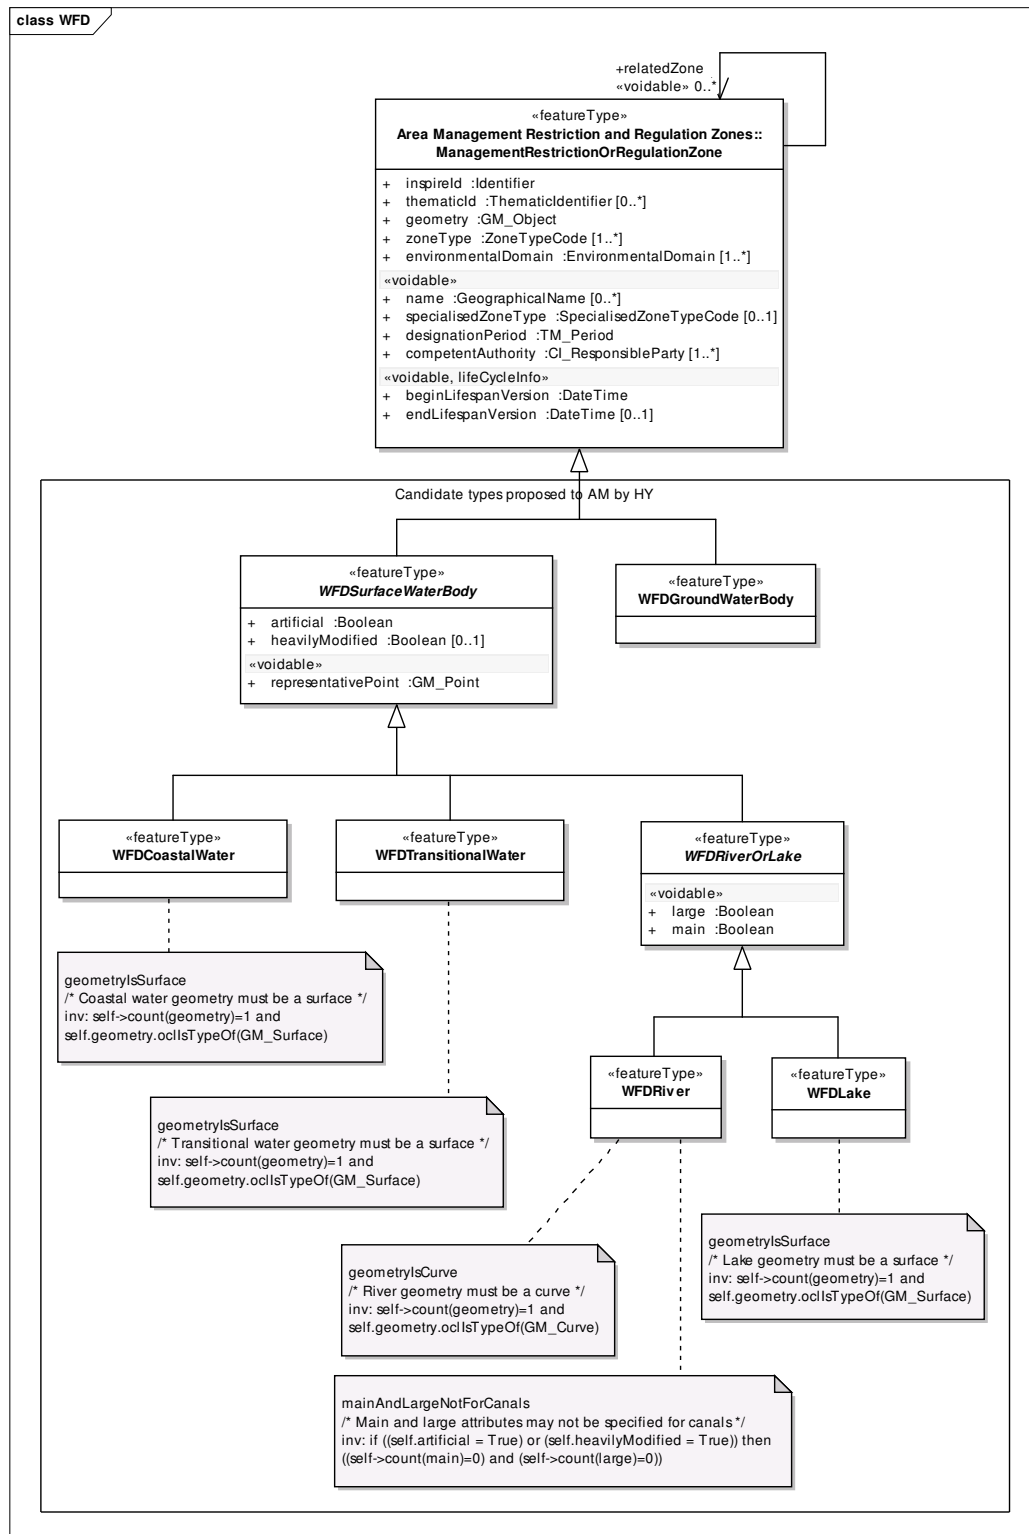 class WFD
+relatedZone
«voidable» 0..*
«featureType»
Area Management Restriction and Regulation Zones::
ManagementRestrictionOrRegulationZone
+ inspireId :Identifier
+ thematicId :ThematicIdentifier [0..*]
+ geometry :GM_Object
+ zoneType :ZoneTypeCode [1..*]
+ environmentalDomain :EnvironmentalDomain [1..*]
«voidable»
+ name :GeographicalName [0..*]
+ specialisedZoneType :SpecialisedZoneTypeCode [0..1]
+ designationPeriod :TM_Period
+ competentAuthority :CI_ResponsibleParty [1..*]
«voidable, lifeCycleInfo»
+ beginLifespanVersion :DateTime
+ endLifespanVersion :DateTime [0..1]
Candidate types proposed to AM by HY
«featureType»
WFDSurfaceWaterBody
+ artificial :Boolean
+ heavilyModified :Boolean [0..1]
«voidable»
+ representativePoint :GM_Point
«featureType»
WFDGroundWaterBody
«featureType»
WFDCoastalWater
«featureType»
WFDTransitionalWater
«featureType»
WFDRiverOrLake
«voidable»
+ large :Boolean
+ main :Boolean
geometryIsSurface
/* Coastal water geometry must be a surface */
inv: self->count(geometry)=1 and
self.geometry.oclIsTypeOf(GM_Surface)
«featureType»
WFDRiver
«featureType»
WFDLake
geometryIsSurface
/* Transitional water geometry must be a surface */
inv: self->count(geometry)=1 and
self.geometry.oclIsTypeOf(GM_Surface)
geometryIsCurve
/* River geometry must be a curve */
inv: self->count(geometry)=1 and
self.geometry.oclIsTypeOf(GM_Curve)
geometryIsSurface
/* Lake geometry must be a surface */
inv: self->count(geometry)=1 and
self.geometry.oclIsTypeOf(GM_Surface)
mainAndLargeNotForCanals
/* Main and large attributes may not be specified for canals */
inv: if ((self.artificial = True) or (self.heavilyModified = True)) then
((self->count(main)=0) and (self->count(large)=0))